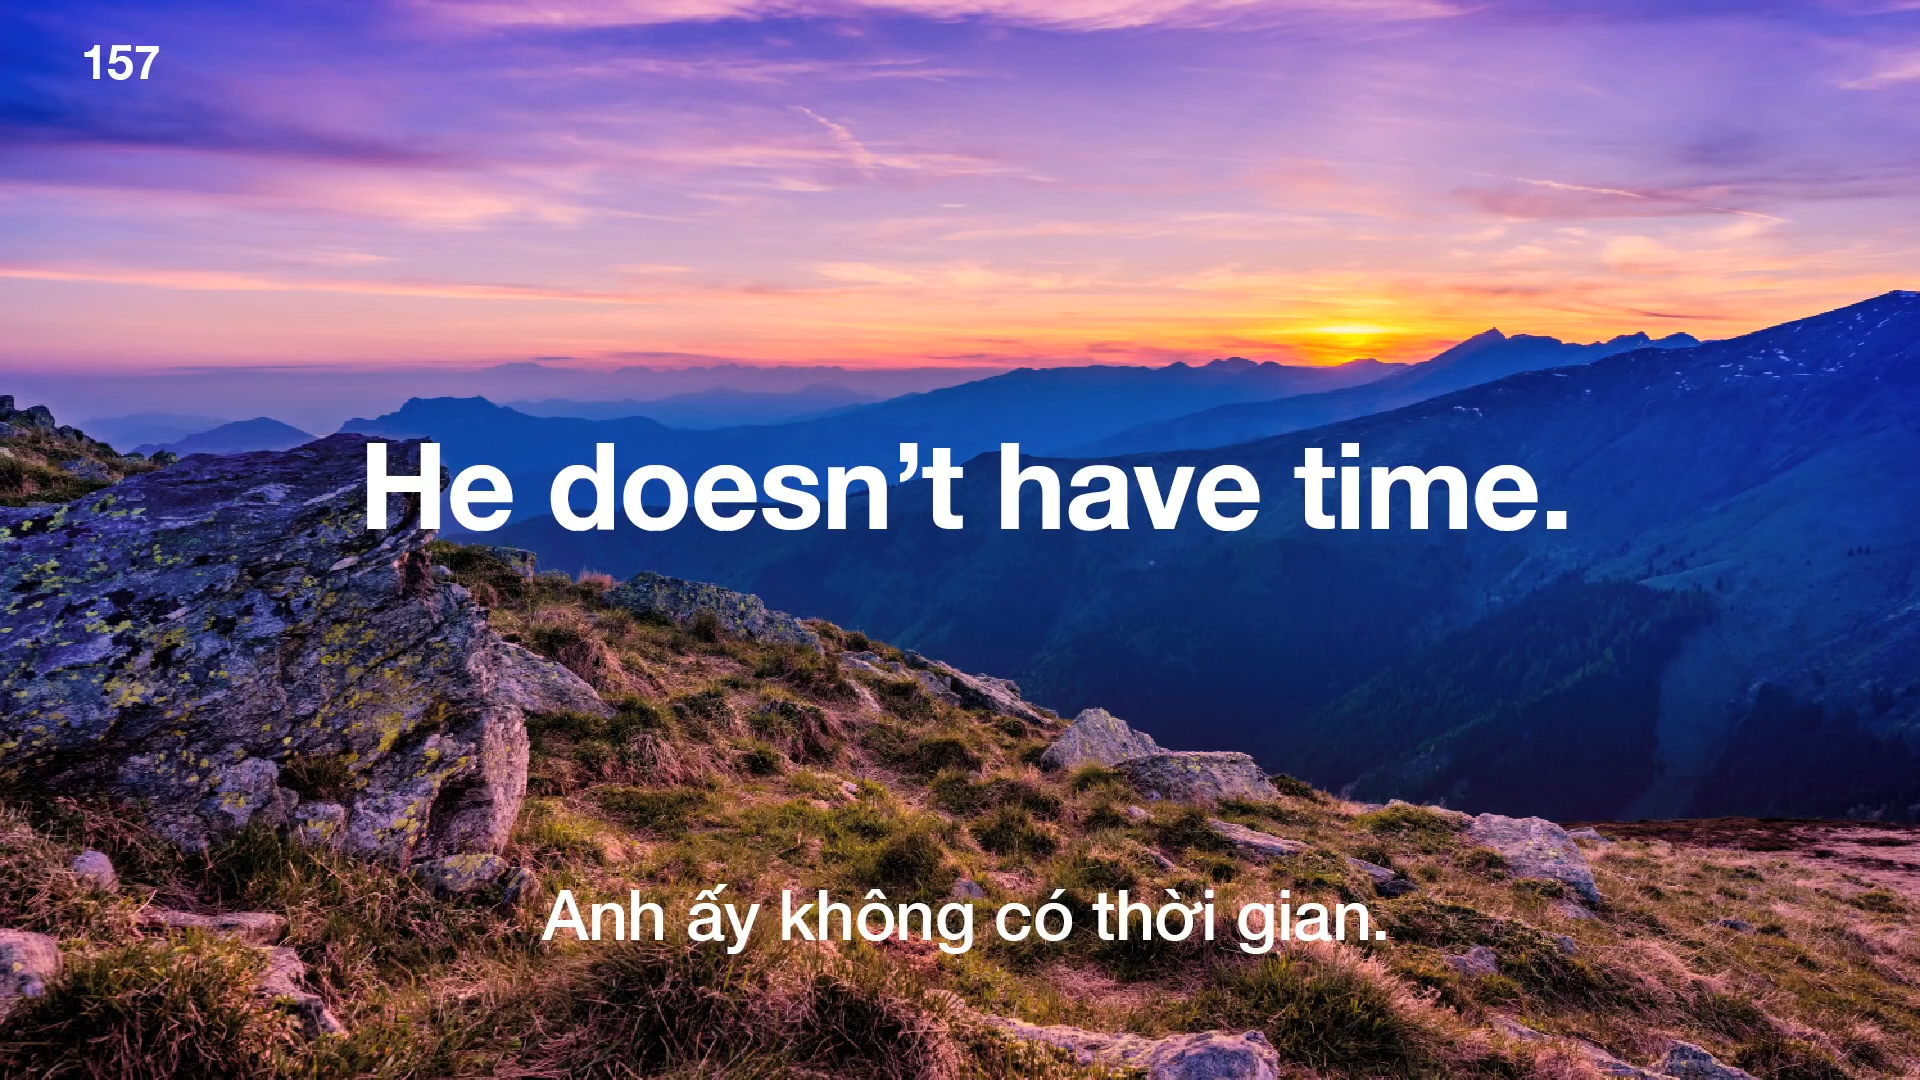 157
He doesn’t have time.
Anh ấy không có thời gian.